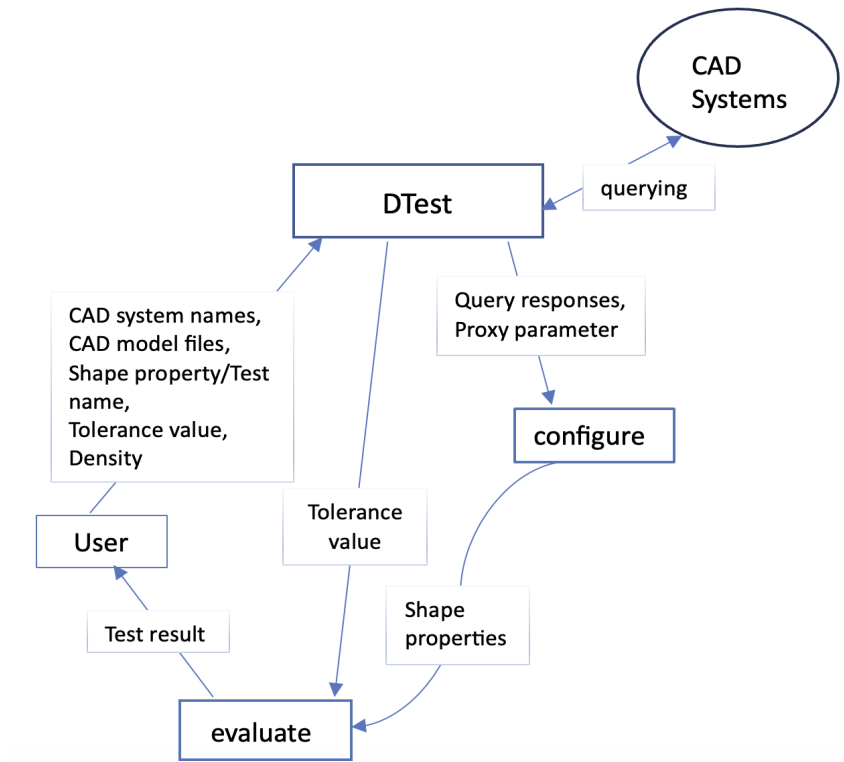 CAD
Systems
querying
DTest
Query responses,
Proxy parameter
CAD system names,
CAD model files,
Shape property/Test
name,
Tolerance value,
Density
configure
Tolerance
value
User
Shape
properties
Test result
evaluate